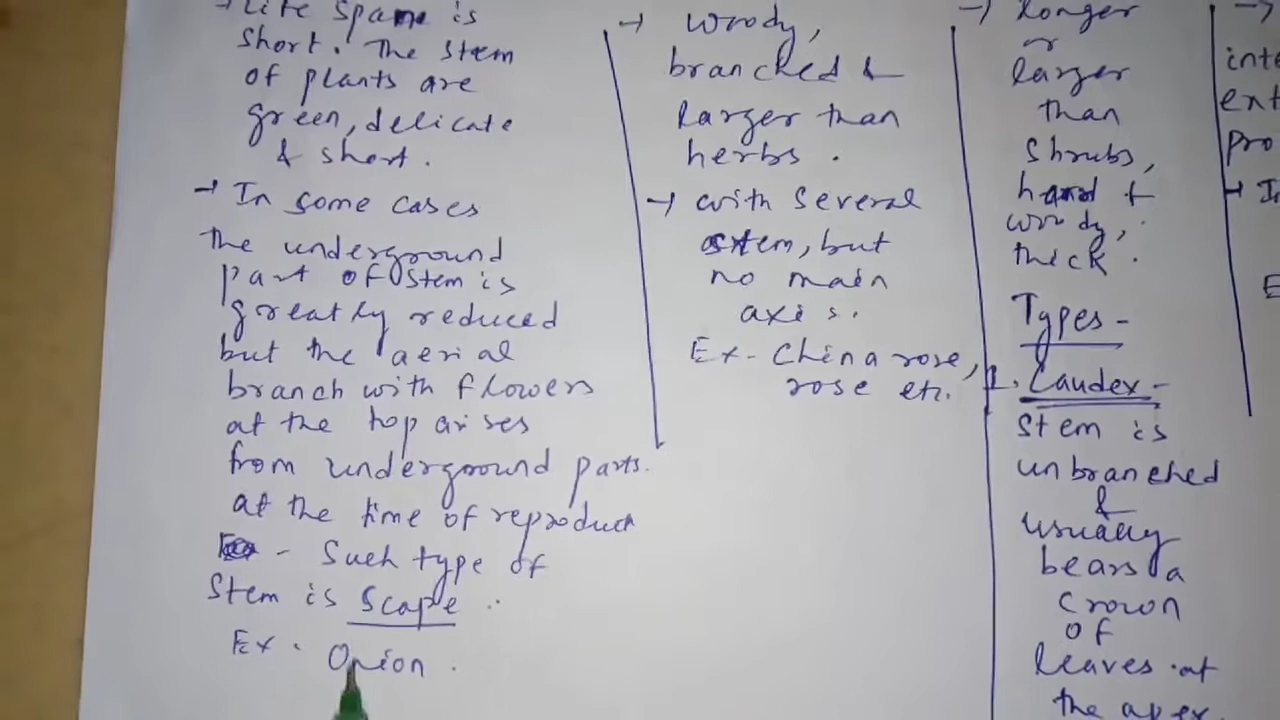 → Life Span is
short. The stem
of plants are
green, delicate
& short.
→ In some cases
the underground
part of stem is
greatly reduced
but the aerial
branch with flowers
at the top arises
from underground parts.
at the time of reproduct
- Such type of
Stem is Scape.
Ex. Onion.
→ woody,
branched &
larger than
herbs.
→ with several
stem, but
no main
axis.
Ex- China rose,
rose etc.
→ longer
or
larger
than
Shrubs,
hard &
woody,
thick.
Types-
1. Caudex-
Stem is
unbranched
&
usually
bears a
crown
of
leaves at
the apex.
→
inte
ext
pro
→ I
E